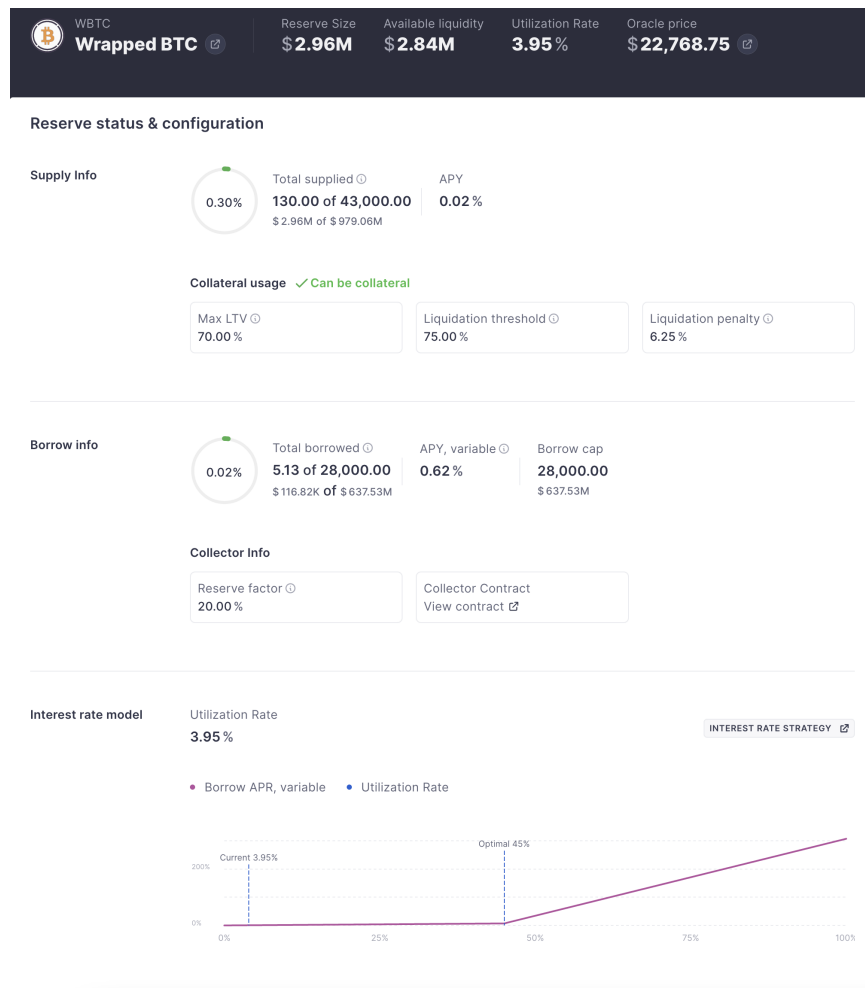 WBTC
Wrapped BTC
Reserve Size
$2.96M
Available liquidity
$2.84M
Utilization Rate
3.95%
Oracle price
$22,768.75
Reserve status & configuration
Supply Info
0.30%
Total supplied
130.00 of 43,000.00
$2.96M of $979.06M
APY
0.02%
Collateral usage Can be collateral
Max LTV
70.00%
Liquidation threshold
75.00%
Liquidation penalty
6.25%
Borrow info
0.02%
Total borrowed
5.13 of 28,000.00
$116.82K of $637.53M
APY, variable
0.62%
Borrow cap
28,000.00
$637.53M
Collector Info
Reserve factor
20.00%
Collector Contract
View contract
Interest rate model
Utilization Rate
3.95%
INTEREST RATE STRATEGY
Borrow APR, variable
Utilization Rate
Optimal 45%
Current 3.95%
200%
0%
0% 25% 50% 75% 100%